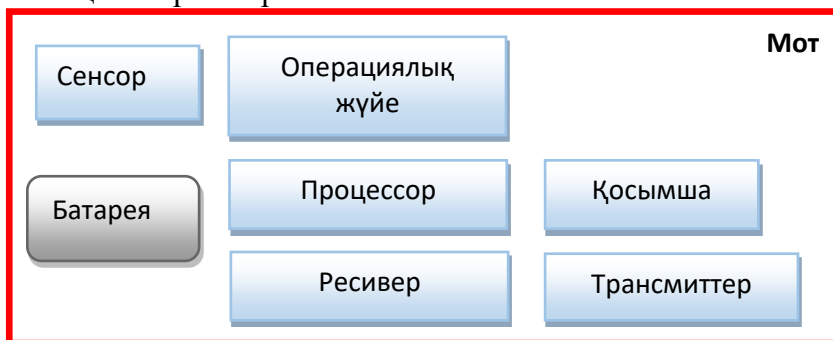 Мот
Сенсор
Операциялық
жүйе
Батарея
Процессор
Қосымша
Ресивер
Трансмиттер